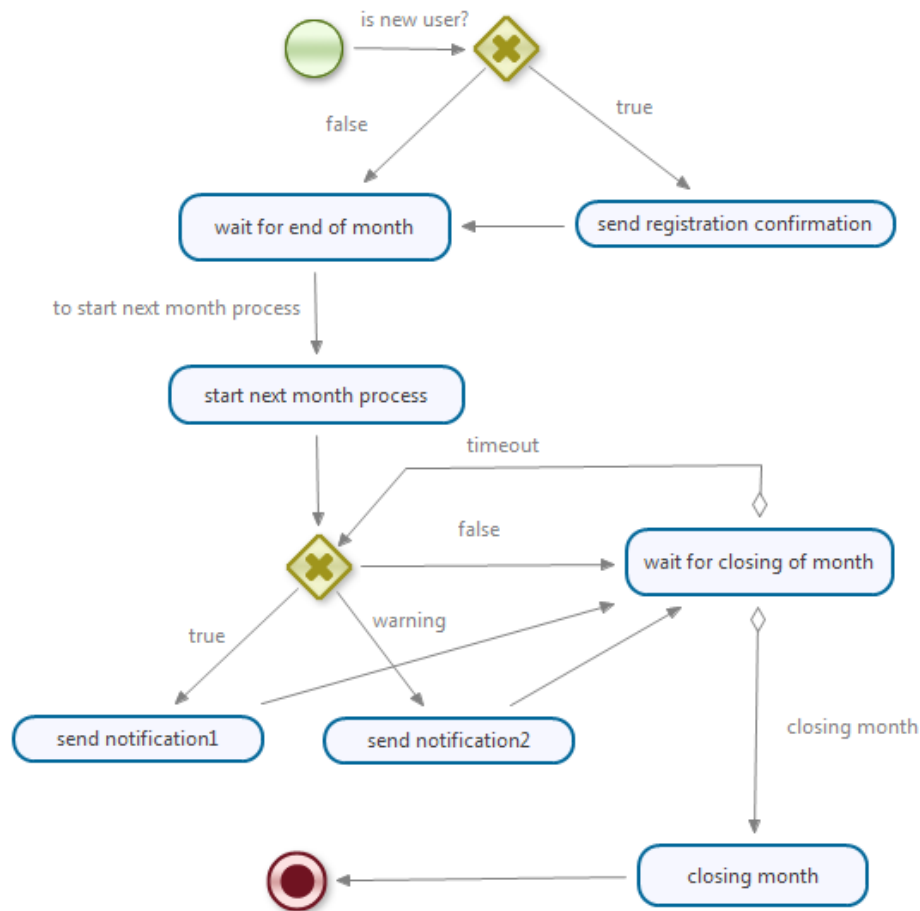 is new user?
false
true
wait for end of month
send registration confirmation
to start next month process
start next month process
timeout
false
wait for closing of month
true
warning
send notification1
send notification2
closing month
closing month